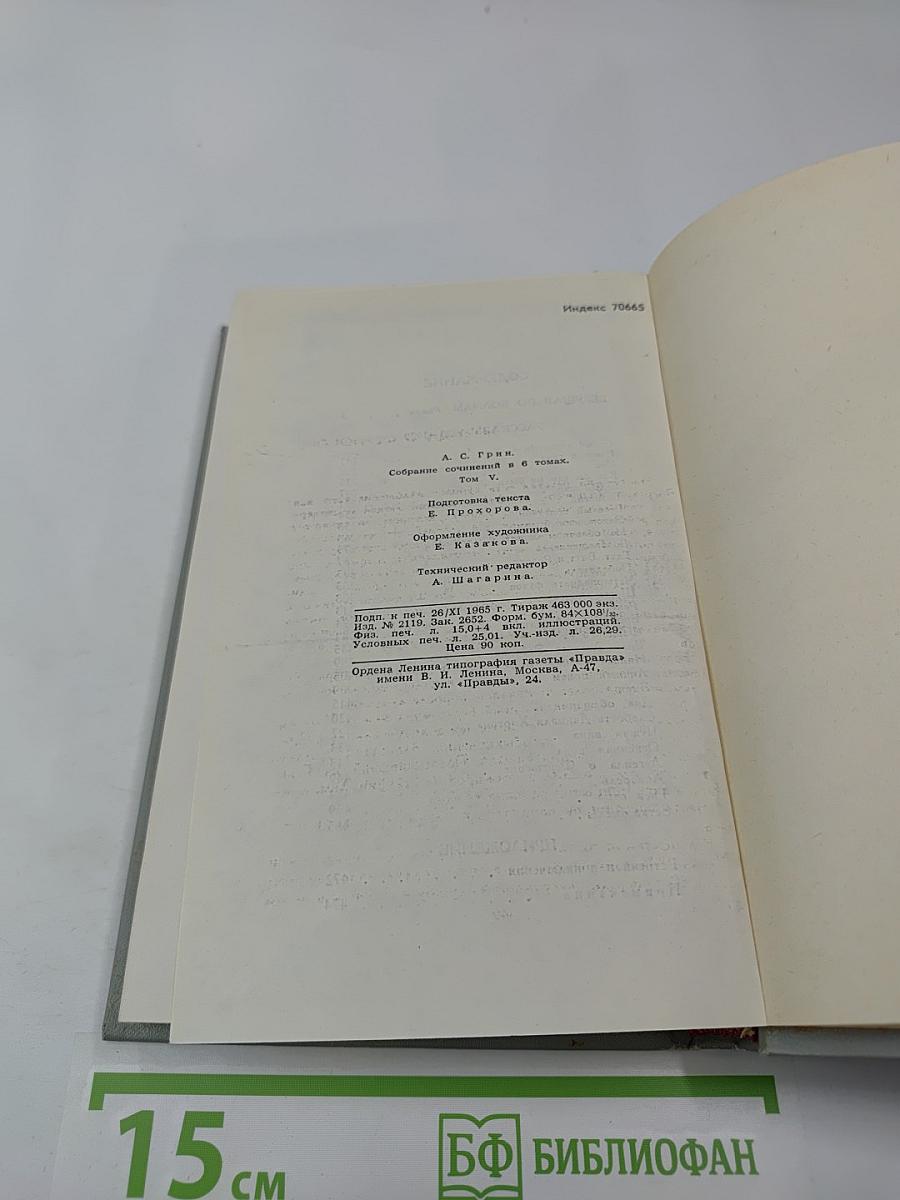 Индекс 70665
А. С. Грин.
Собрание сочинений в 6 томах.
Том V.
Подготовка текста
Е. Прохорова.
Оформление художника
Е. Казакова.
Технический редактор
А. Шагарина.
Подп. к печ. 26/XI 1965 г. Тираж 463 000 экз.
Изд. № 2119. Зак. 2652. Форм. бум. 84×108 1/32.
Физ. печ. л. 15,0+4 вкл. иллюстраций.
Условных печ. л. 25,01. Уч.-изд. л. 26,29.
Цена 90 коп.
Ордена Ленина типография газеты «Правда»
имени В. И. Ленина, Москва, А-47,
ул. «Правды», 24.
15 см
БФ БИБЛИОФАН